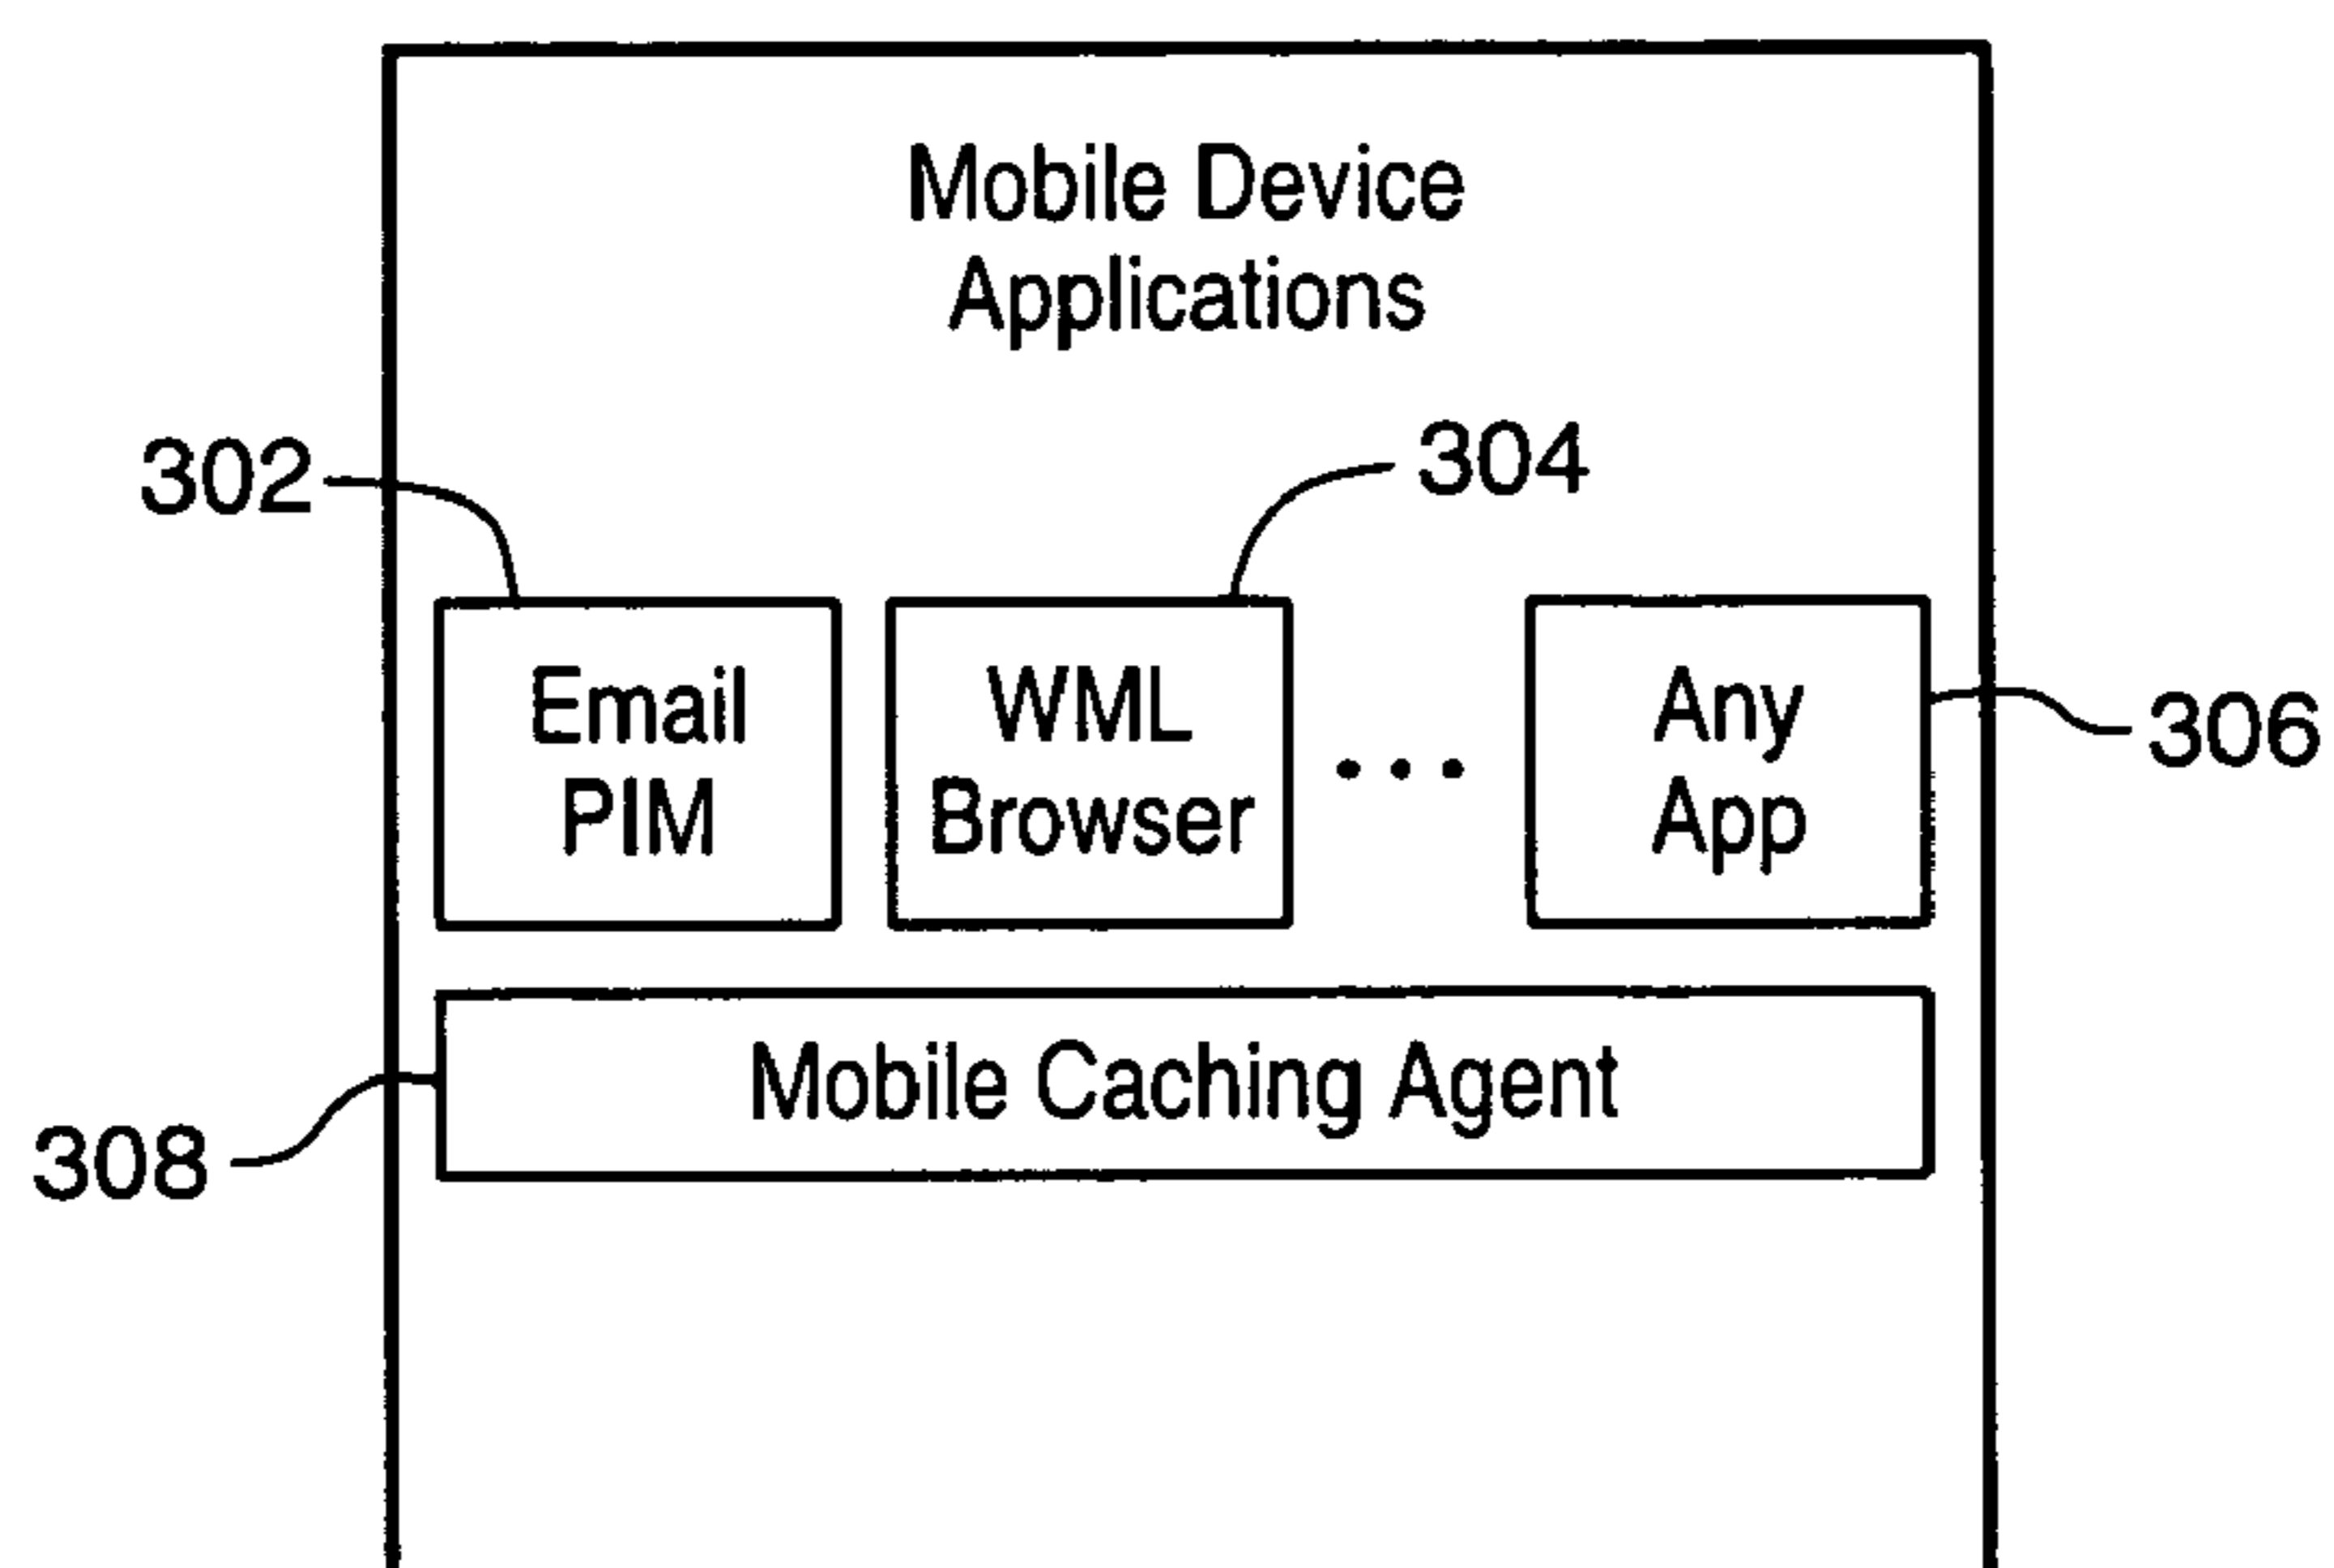 Mobile Device
Applications
302
304
Email
PIM
WML
Browser
Any
App
306
Mobile Caching Agent
308